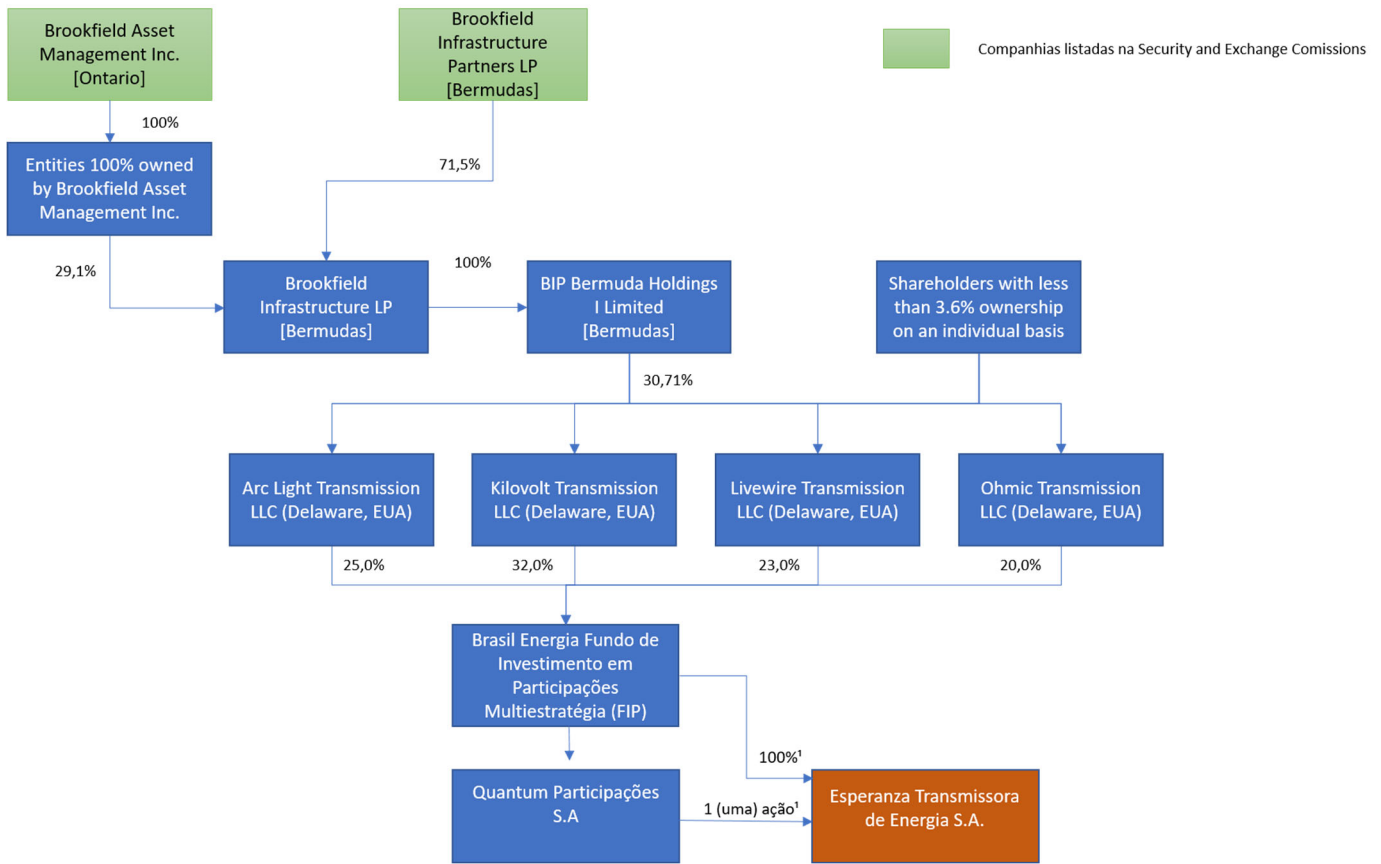 Brookfield Asset
Management Inc.
[Ontario]
Brookfield
Infrastructure
Partners LP
[Bermudas]
Companhias listadas na Security and Exchange Comissions
100%
Entities 100% owned
by Brookfield Asset
Management Inc.
71,5%
29,1%
Brookfield
Infrastructure LP
[Bermudas]
100%
BIP Bermuda Holdings
I Limited
[Bermudas]
Shareholders with less
than 3.6% ownership
on an individual basis
30,71%
Arc Light Transmission
LLC (Delaware, EUA)
Kilovolt Transmission
LLC (Delaware, EUA)
Livewire Transmission
LLC (Delaware, EUA)
Ohmic Transmission
LLC (Delaware, EUA)
25,0%
32,0%
23,0%
20,0%
Brasil Energia Fundo de
Investimento em
Participações
Multiestratégia (FIP)
100%¹
Quantum Participações
S.A
1 (uma) ação¹
Esperanza Transmissora
de Energia S.A.